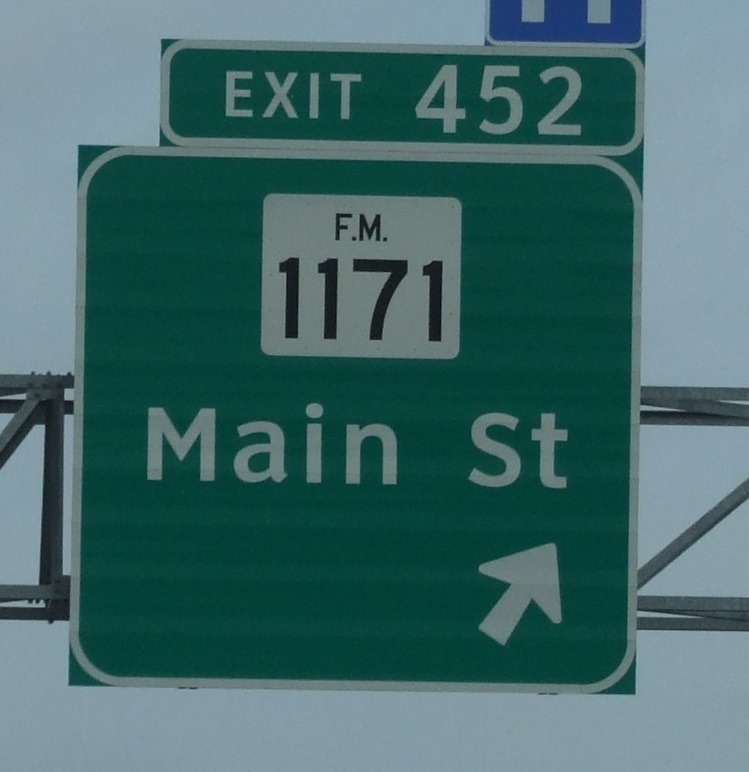 EXIT 452
F.M.
1171
Main St